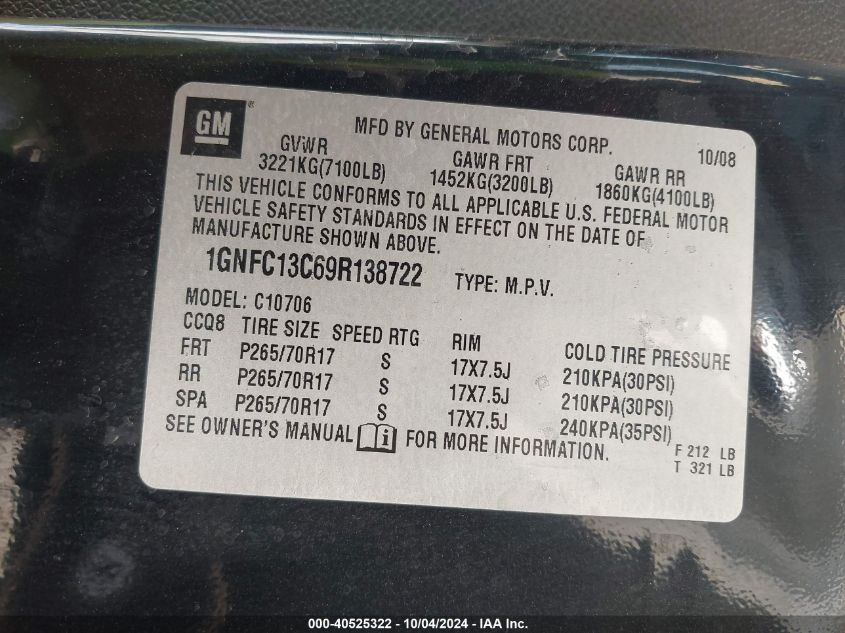 GM
MFD BY GENERAL MOTORS CORP. 10/08
GVWR GAWR FRT GAWR RR
3221KG(7100LB) 1452KG(3200LB) 1860KG(4100LB)
THIS VEHICLE CONFORMS TO ALL APPLICABLE U.S. FEDERAL MOTOR
VEHICLE SAFETY STANDARDS IN EFFECT ON THE DATE OF
MANUFACTURE SHOWN ABOVE.
1GNFC13C69R138722 TYPE: M.P.V.
MODEL: C10706
CCQ8 TIRE SIZE SPEED RTG RIM COLD TIRE PRESSURE
FRT P265/70R17 S 17X7.5J 210KPA(30PSI)
RR P265/70R17 S 17X7.5J 210KPA(30PSI)
SPA P265/70R17 S 17X7.5J 240KPA(35PSI)
SEE OWNER'S MANUAL i FOR MORE INFORMATION.
F 212 LB
T 321 LB
000-40525322 - 10/04/2024 - IAA Inc.